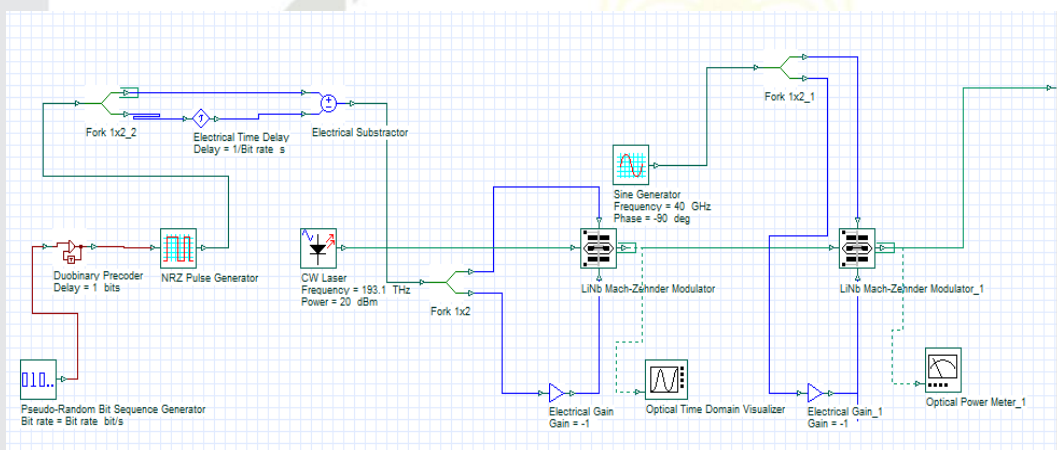 Fork 1x2_2
Electrical Time Delay
Delay = 1/Bit rate s
Electrical Substractor
Fork 1x2_1
Sine Generator
Frequency = 40 GHz
Phase = -90 deg
Duobinary Precoder
Delay = 1 bits
NRZ Pulse Generator
CW Laser
Frequency = 193.1 THz
Power = 20 dBm
Fork 1x2
LiNb Mach-Zehnder Modulator
LiNb Mach-Zehnder Modulator_1
010..
Pseudo-Random Bit Sequence Generator
Bit rate = Bit rate bit/s
Electrical Gain
Gain = -1
Optical Time Domain Visualizer
Electrical Gain_1
Gain = -1
Optical Power Meter_1